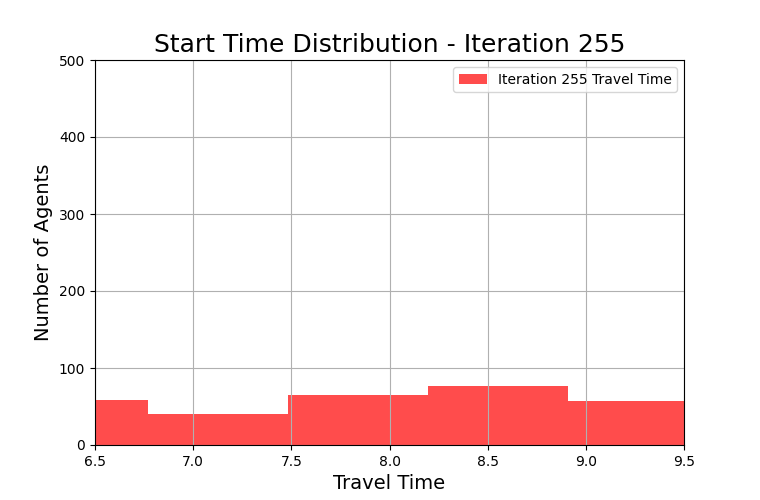 Start Time Distribution - Iteration 255
Iteration 255 Travel Time
Number of Agents
500
400
300
200
100
0
6.5 7.0 7.5 8.0 8.5 9.0 9.5
Travel Time